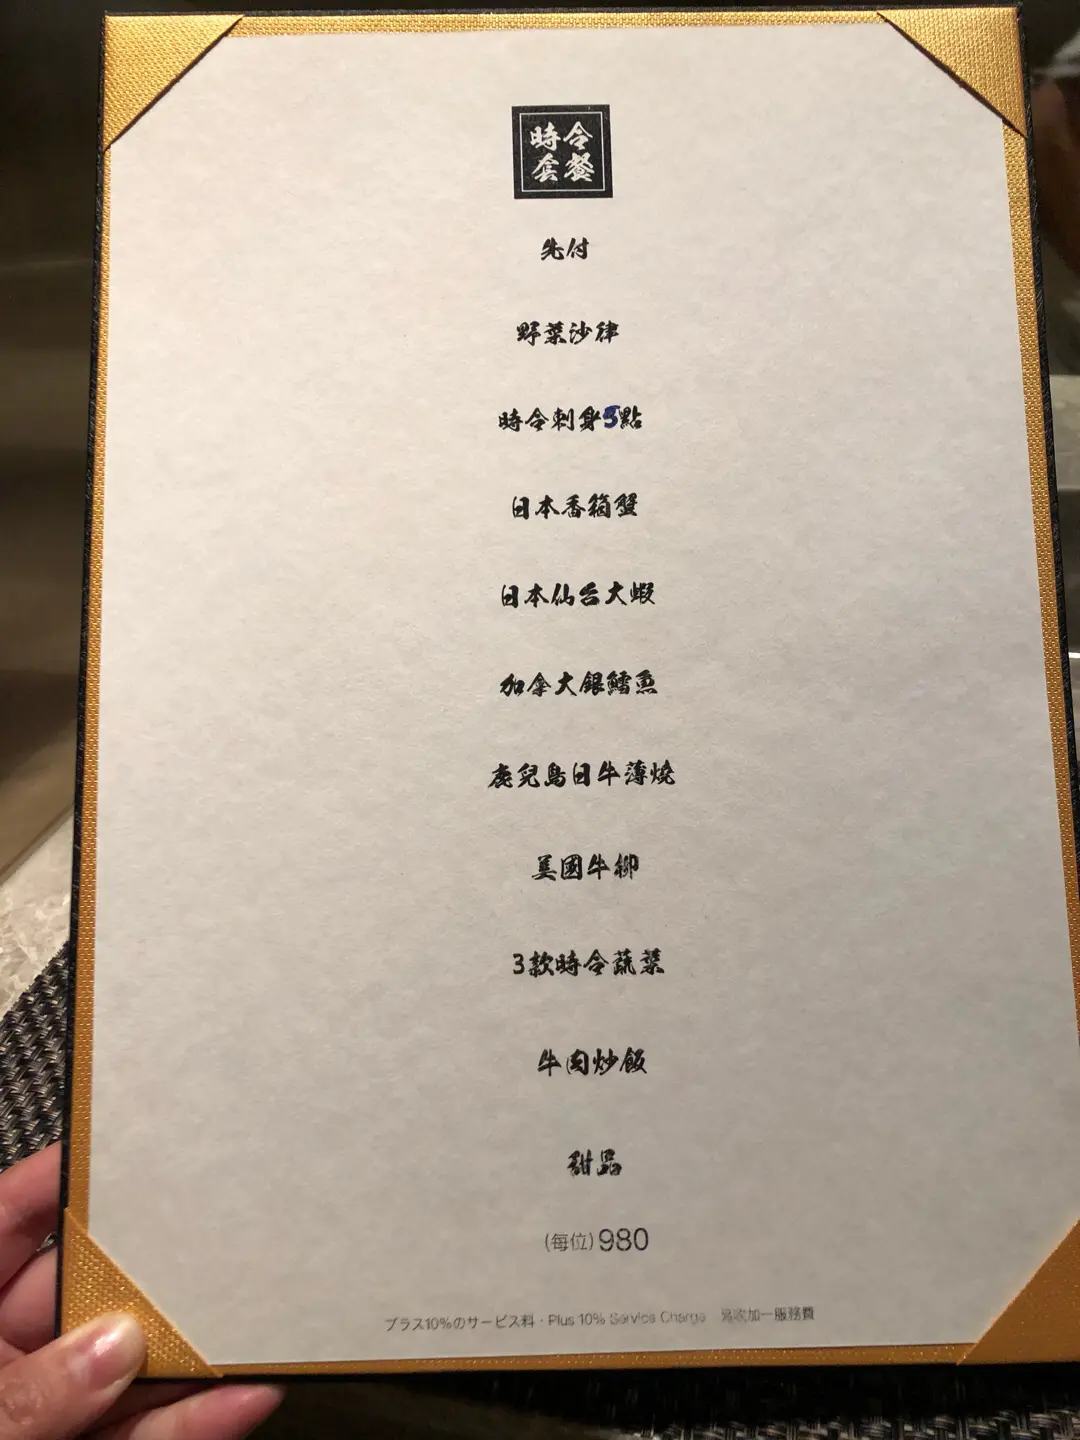 時令
套餐
先付
野菜沙律
時令刺身5點
日本香箱蟹
日本仙台大蝦
加拿大銀鱈魚
鹿兒島日牛薄燒
美國牛柳
3款時令蔬菜
牛肉炒飯
甜品
(每位)980
プラス10%のサービス料・Plus 10% Service Charge 另收加一服務費